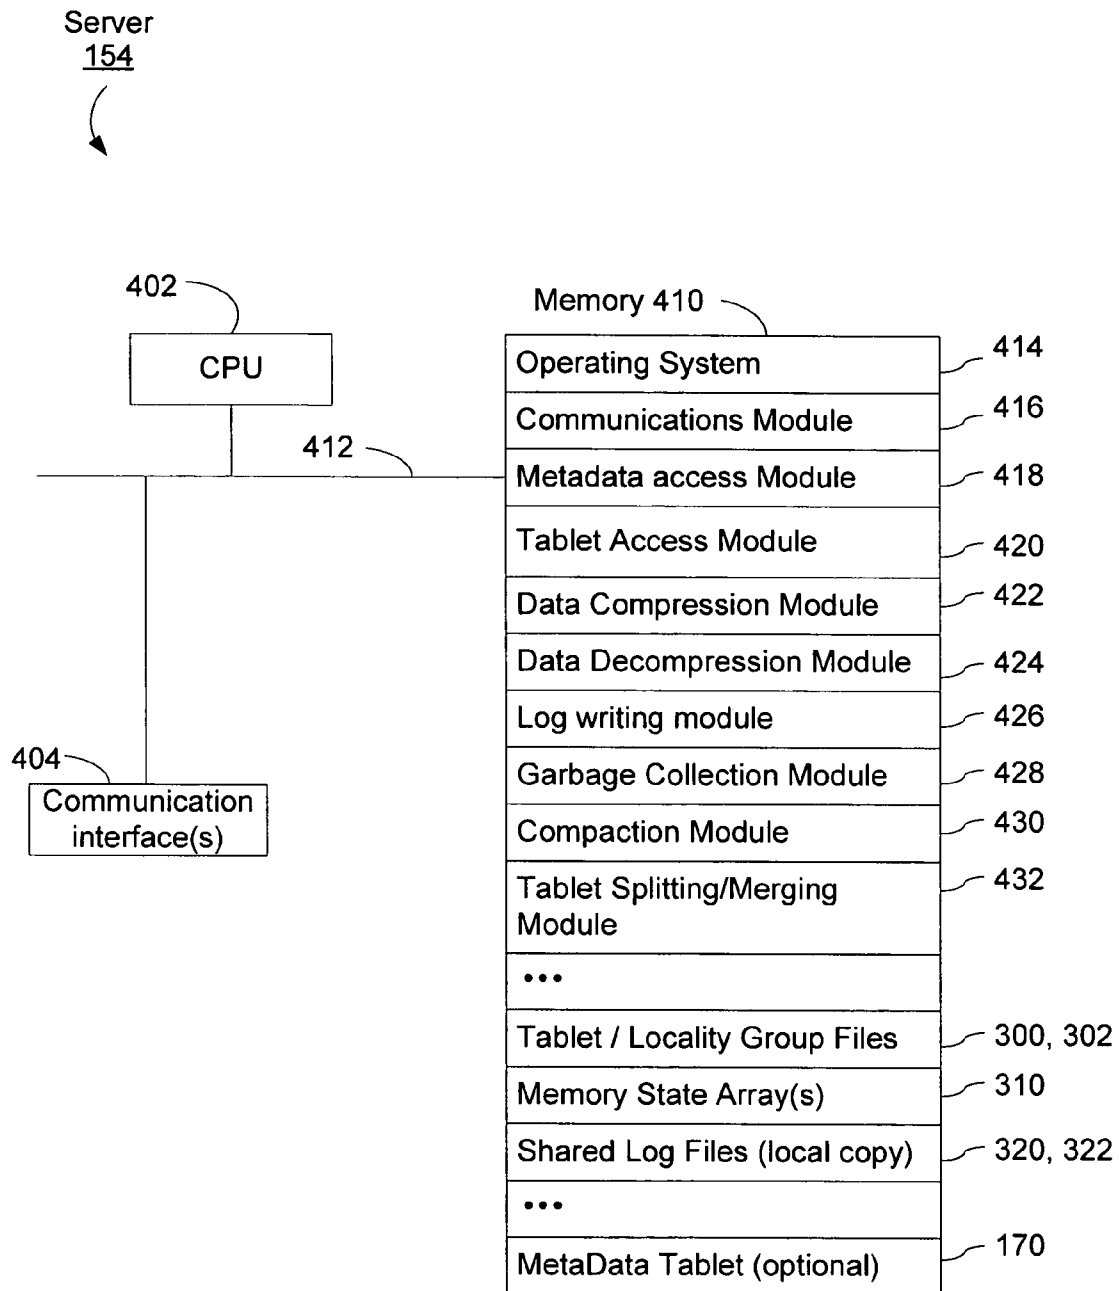 Server
154
402
CPU
412
404
Communication
interface(s)
Memory 410
Operating System
414
Communications Module
416
Metadata access Module
418
Tablet Access Module
420
Data Compression Module
422
Data Decompression Module
424
Log writing module
426
Garbage Collection Module
428
Compaction Module
430
Tablet Splitting/Merging
Module
432
•••
Tablet / Locality Group Files
300, 302
Memory State Array(s)
310
Shared Log Files (local copy)
320, 322
•••
MetaData Tablet (optional)
170